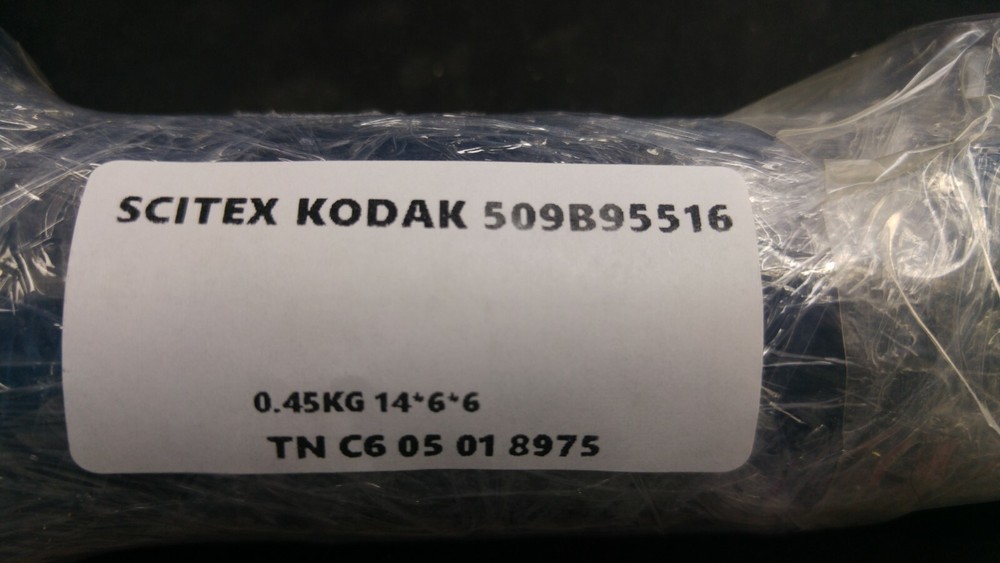 SCITEX KODAK 509B95516
0.45KG 14*6*6
TN C6 05 01 8975